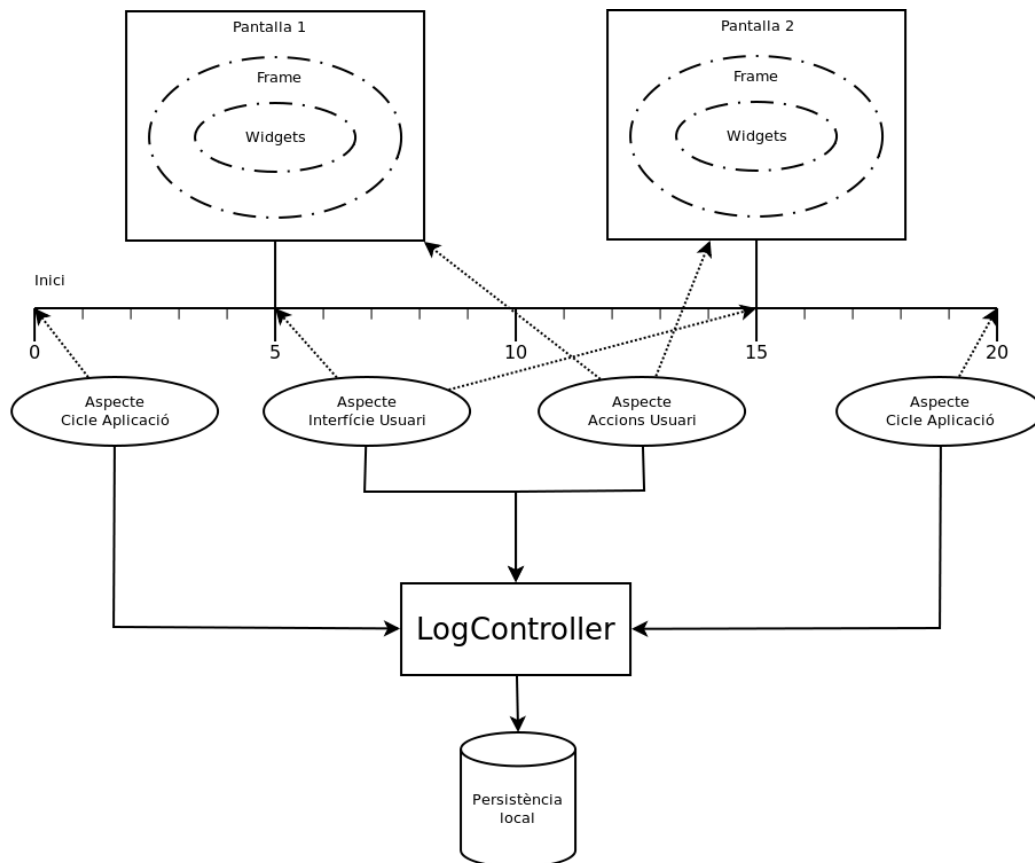 Pantalla 1
Frame
Widgets
Pantalla 2
Frame
Widgets
Inici
0
5
10
15
20
Aspecte
Cicle Aplicació
Aspecte
Interfície Usuari
Aspecte
Accions Usuari
Aspecte
Cicle Aplicació
LogController
Persistència
local